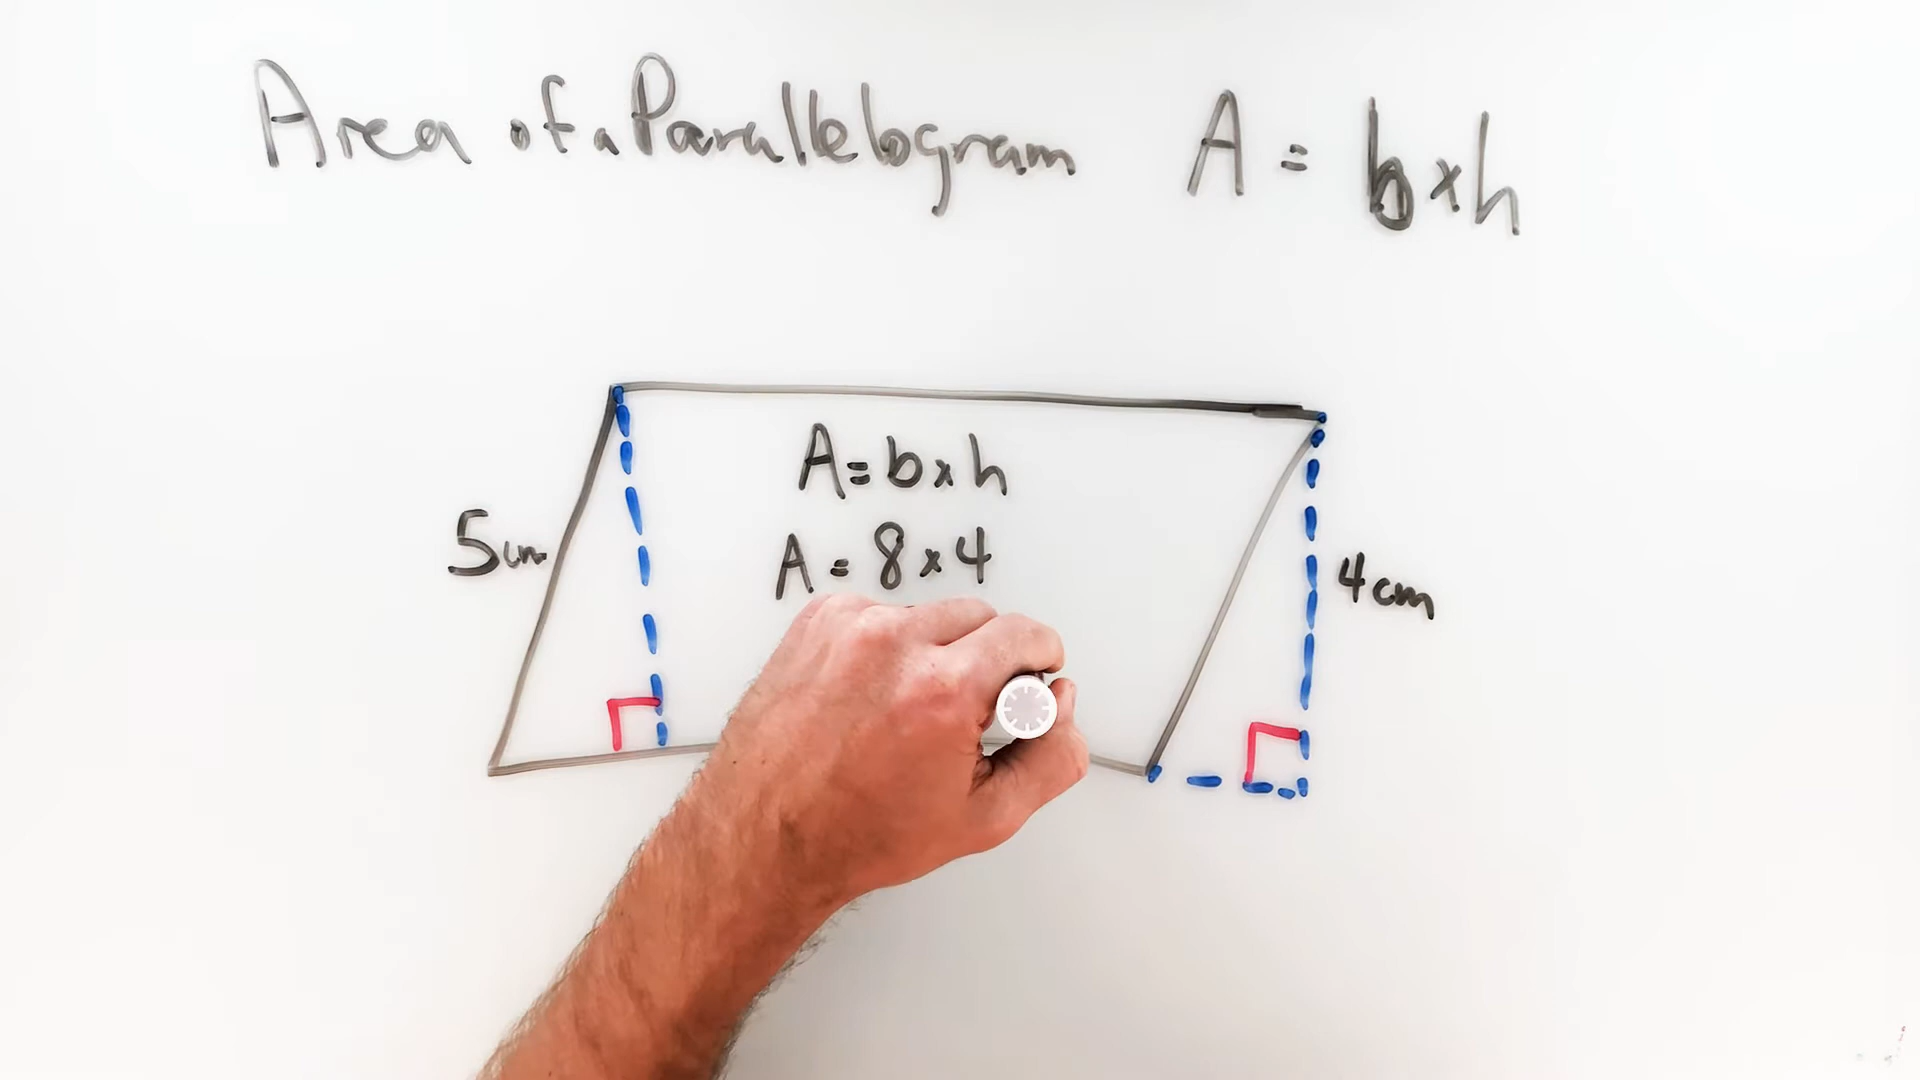 Area of a Parallelogram A = b×h
A=b×h
5cm
A=8×4
4cm